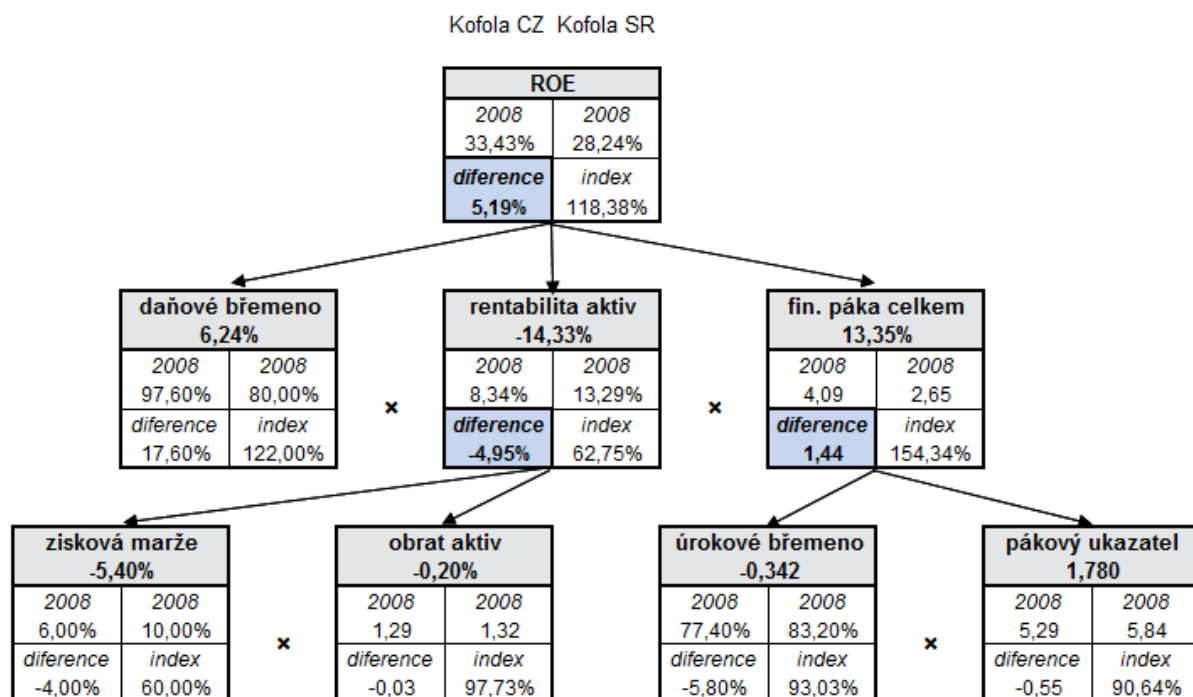 Kofola CZ Kofola SR
ROE
2008 2008
33,43% 28,24%
diference index
5,19% 118,38%
daňové břemeno rentabilita aktiv fin. páka celkem
6,24% -14,33% 13,35%
2008 2008 2008 2008 2008 2008
97,60% 80,00% × 8,34% 13,29% × 4,09 2,65
diference index diference index diference index
17,60% 122,00% -4,95% 62,75% 1,44 154,34%
zisková marže obrat aktiv úrokové břemeno pákový ukazatel
-5,40% -0,20% -0,342 1,780
2008 2008 2008 2008 2008 2008 2008 2008
6,00% 10,00% × 1,29 1,32 77,40% 83,20% × 5,29 5,84
diference index diference index diference index diference index
-4,00% 60,00% -0,03 97,73% -5,80% 93,03% -0,55 90,64%